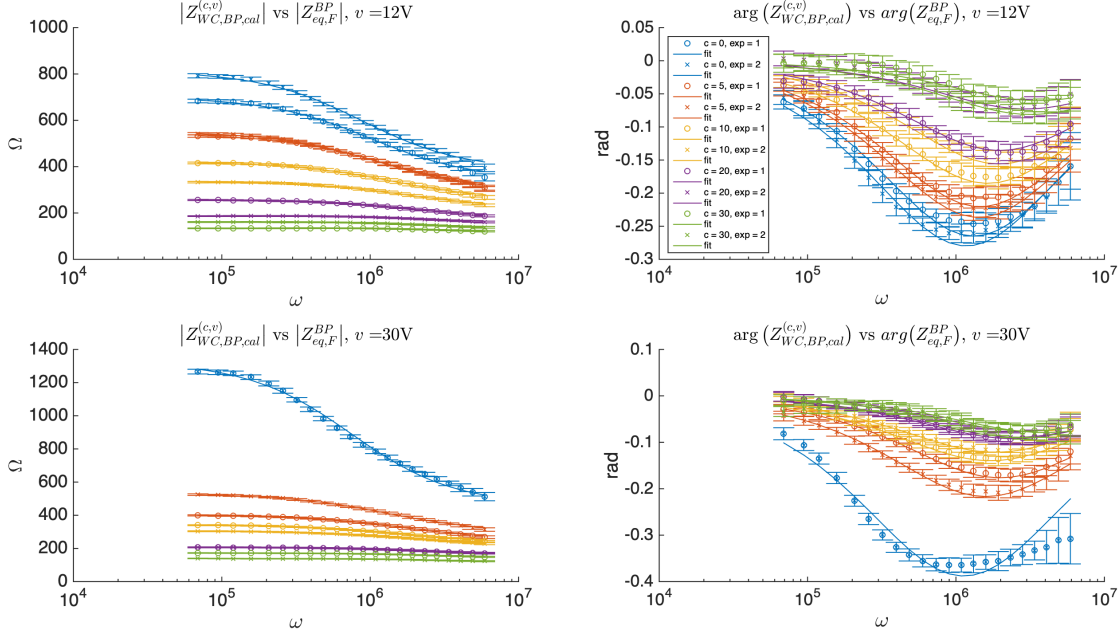 |Z_{WC,BP,cal}^{(c,v)}| vs |Z_{eq,F}^{BP}|, v =12V
1000
800
600
400
200
0
Ω
10^4
10^5
10^6
10^7
ω
arg (Z_{WC,BP,cal}^{(c,v)}) vs arg(Z_{eq,F}^{BP}), v =12V
0.05
0
-0.05
-0.1
-0.15
-0.2
-0.25
-0.3
rad
c = 0, exp = 1
fit
c = 0, exp = 2
fit
c = 5, exp = 1
fit
c = 5, exp = 2
fit
c = 10, exp = 1
fit
c = 10, exp = 2
fit
c = 20, exp = 1
fit
c = 20, exp = 2
fit
c = 30, exp = 1
fit
c = 30, exp = 2
fit
10^4
10^5
10^6
10^7
ω
|Z_{WC,BP,cal}^{(c,v)}| vs |Z_{eq,F}^{BP}|, v =30V
1400
1200
1000
800
600
400
200
0
Ω
10^4
10^5
10^6
10^7
ω
arg (Z_{WC,BP,cal}^{(c,v)}) vs arg(Z_{eq,F}^{BP}), v =30V
0
-0.1
-0.2
-0.3
-0.4
rad
10^4
10^5
10^6
10^7
ω